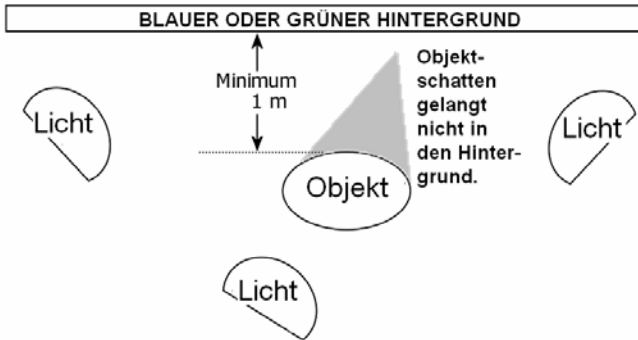 BLAUER ODER GRÜNER HINTERGRUND
Minimum
1 m
Objekt-
schatten
gelangt
nicht in
den Hinter-
grund.
Licht
Licht
Objekt
Licht